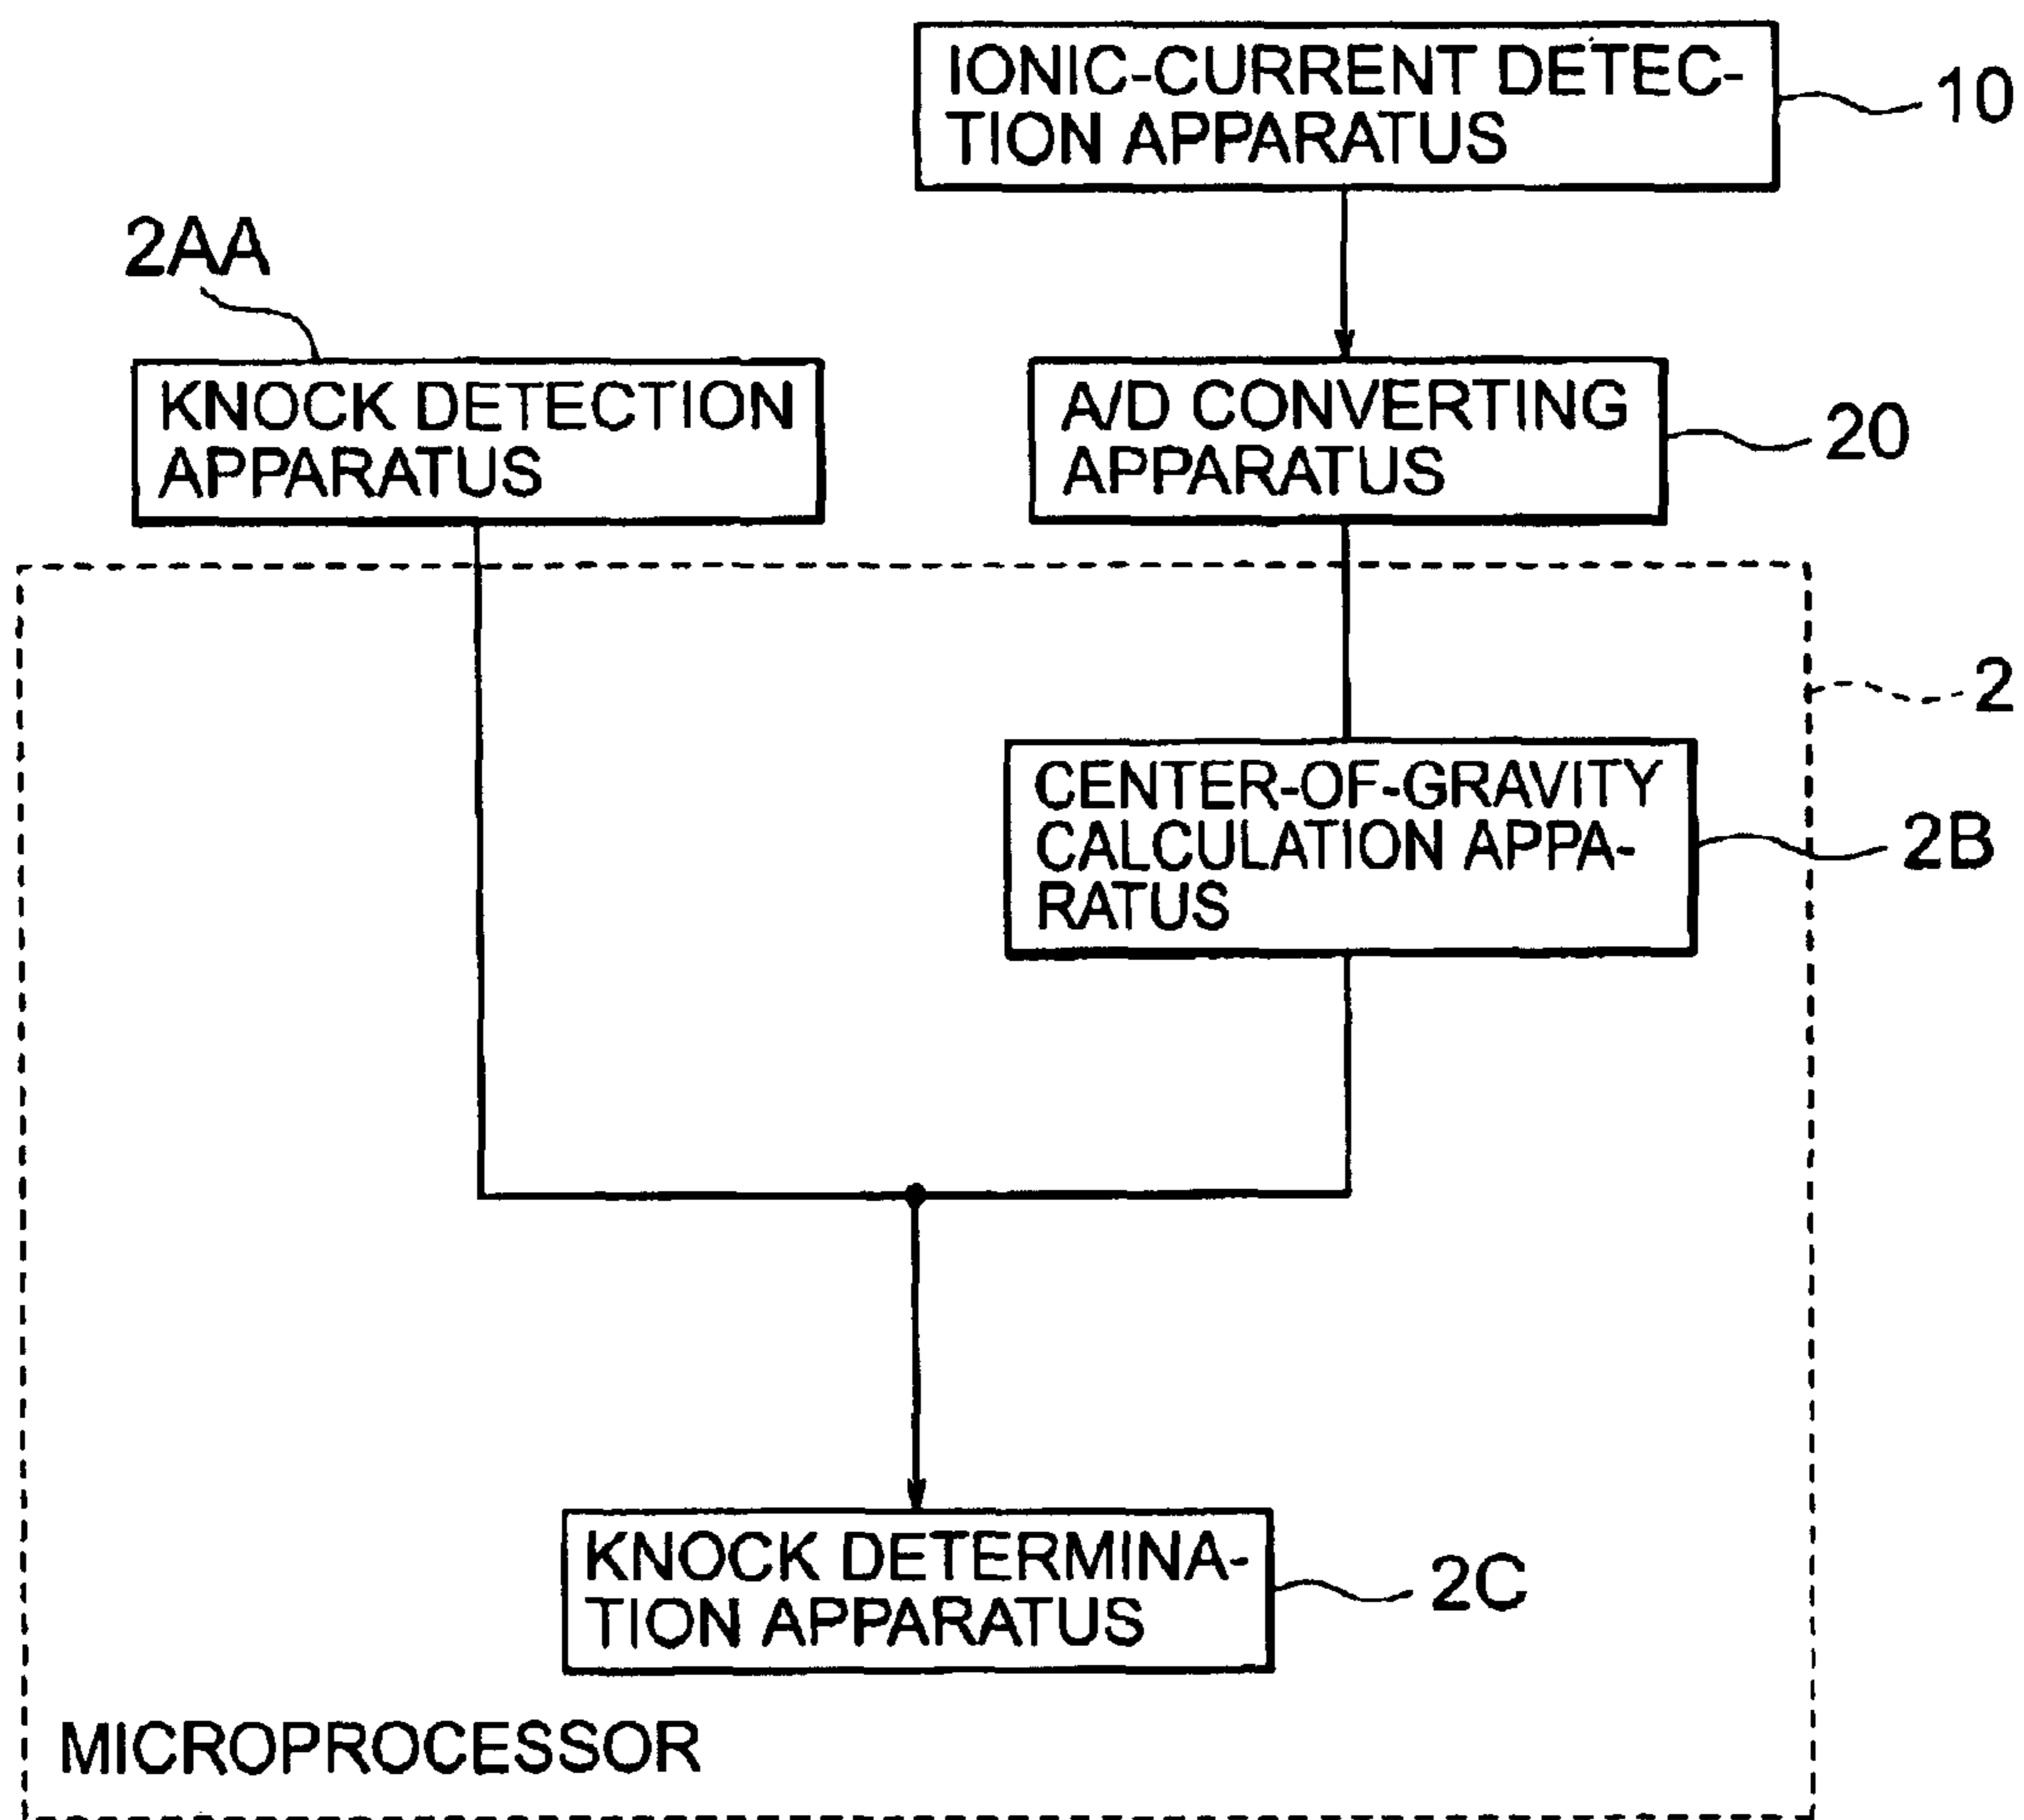 IONIC-CURRENT DETEC-
TION APPARATUS
10
2AA
KNOCK DETECTION
APPARATUS
A/D CONVERTING
APPARATUS
20
2
CENTER-OF-GRAVITY
CALCULATION APPA-
RATUS
2B
KNOCK DETERMINA-
TION APPARATUS
2C
MICROPROCESSOR